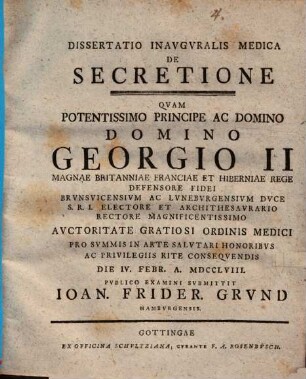 4.
DISSERTATIO INAVGVRALIS MEDICA
DE
SECRETIONE
QVAM
POTENTISSIMO PRINCIPE AC DOMINO
DOMINO
GEORGIO II
MAGNAE BRITANNIAE FRANCIAE ET HIBERNIAE REGE
DEFENSORE FIDEI
BRVNSVICENSIVM AC LVNEBVRGENSIVM DVCE
S. R. I. ELECTORE ET ARCHITHESAVRARIO
RECTORE MAGNIFICENTISSIMO
AVCTORITATE GRATIOSI ORDINIS MEDICI
PRO SVMMIS IN ARTE SALVTARI HONORIBVS
AC PRIVILEGIIS RITE CONSEQVENDIS
DIE IV. FEBR. A. MDCCLVIII.
PVBLICO EXAMINI SVBMITTIT
IOAN. FRIDER. GRVND
HAMBVRGENSIS.
GOTTINGAE
EX OFFICINA SCHVLTZIANA, CVRANTE F. A. ROSENBVSCH.